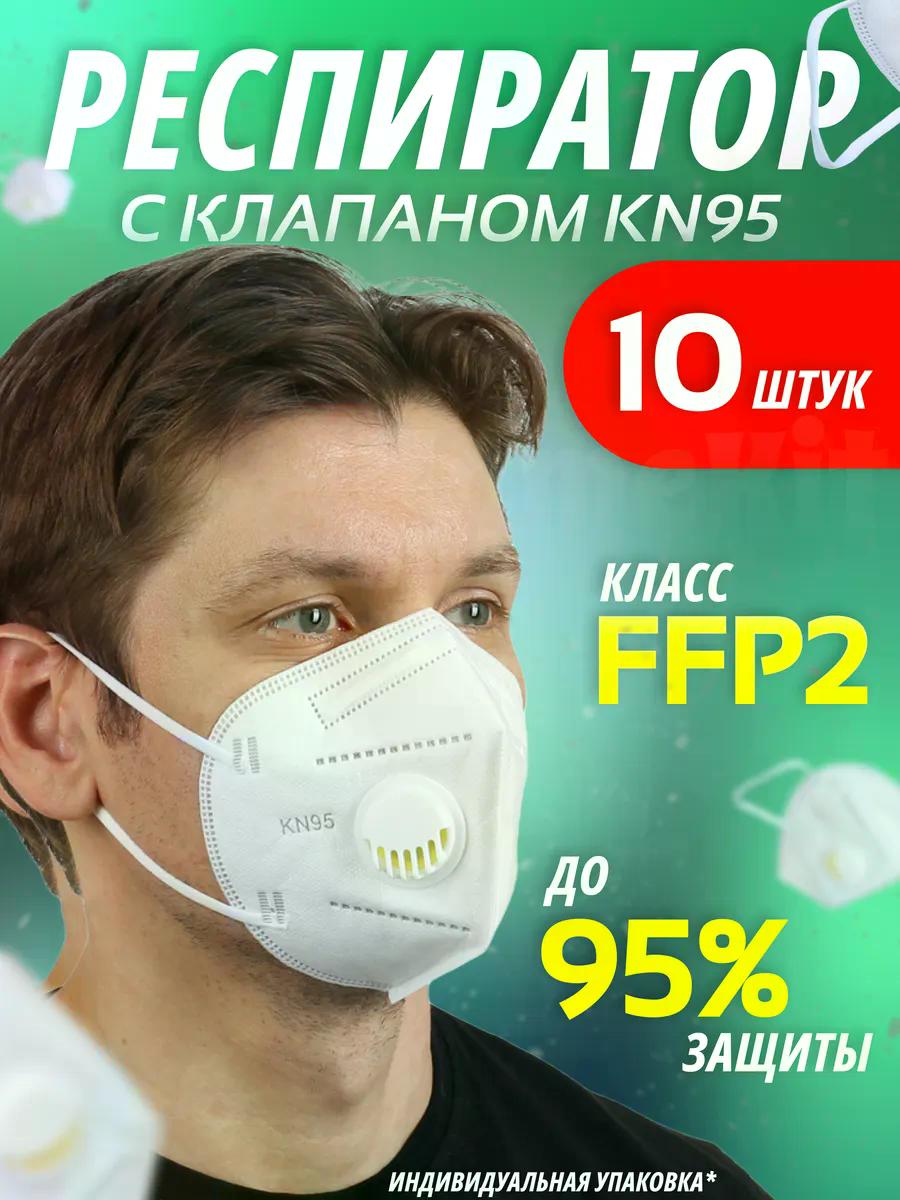 РЕСПИРАТОР
С КЛАПАНОМ KN95
10 ШТУК
КЛАСС
FFP2
KN95
ДО
95%
ЗАЩИТЫ
ИНДИВИДУАЛЬНАЯ УПАКОВКА*